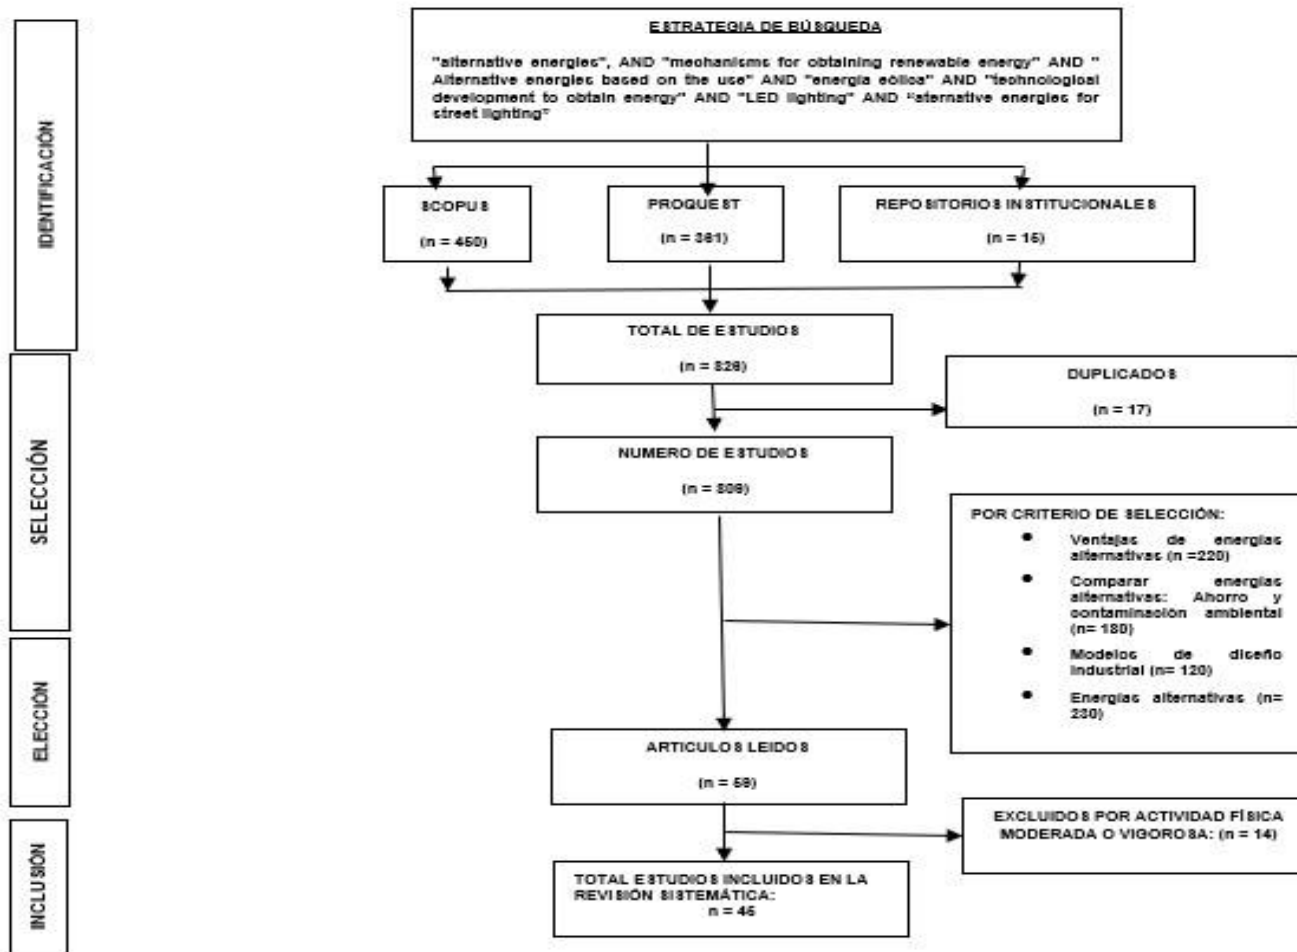 ESTRATEGIA DE BÚSQUEDA
"alternative energies", AND "mechanisms for obtaining renewable energy" AND "
Alternative energies based on the use" AND "energía eólica" AND "technological
development to obtain energy" AND "LED lighting" AND “aternative energies for
street lighting”
IDENTIFICACIÓN
SCOPUS
(n = 450)
PROQUEST
(n = 361)
REPOSITORIOS INSTITUCIONALES
(n = 15)
TOTAL DE ESTUDIOS
(n = 826)
SELECCIÓN
DUPLICADOS
(n = 17)
NUMERO DE ESTUDIOS
(n = 809)
POR CRITERIO DE SELECCIÓN:
• Ventajas de energías
alternativas (n =220)
• Comparar energías
alternativas: Ahorro y
contaminación ambiental
(n= 180)
• Modelos de diseño
industrial (n= 120)
• Energías alternativas (n=
230)
ELECCIÓN
ARTICULOS LEIDOS
(n = 59)
EXCLUIDOS POR ACTIVIDAD FÍSICA
MODERADA O VIGOROSA: (n = 14)
INCLUSIÓN
TOTAL ESTUDIOS INCLUIDOS EN LA
REVISIÓN SISTEMÁTICA:
n = 45